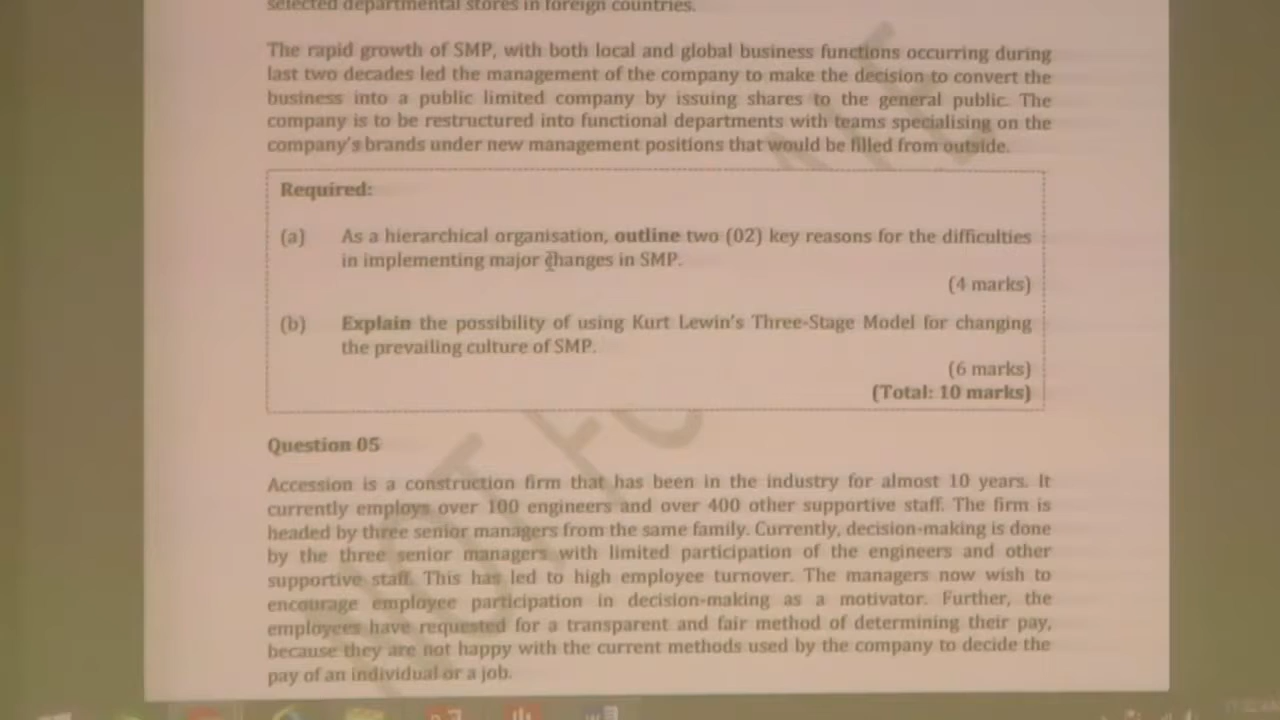 selected departmental stores in foreign countries.
The rapid growth of SMP, with both local and global business functions occurring during
last two decades led the management of the company to make the decision to convert the
business into a public limited company by issuing shares to the general public. The
company is to be restructured into functional departments with teams specialising on the
company's brands under new management positions that would be filled from outside.
Required:
(a) As a hierarchical organisation, outline two (02) key reasons for the difficulties
in implementing major changes in SMP.
(4 marks)
(b) Explain the possibility of using Kurt Lewin's Three-Stage Model for changing
the prevailing culture of SMP.
(6 marks)
(Total: 10 marks)
Question 05
Accession is a construction firm that has been in the industry for almost 10 years. It
currently employs over 100 engineers and over 400 other supportive staff. The firm is
headed by three senior managers from the same family. Currently, decision-making is done
by the three senior managers with limited participation of the engineers and other
supportive staff. This has led to high employee turnover. The managers now wish to
encourage employee participation in decision-making as a motivator. Further, the
employees have requested for a transparent and fair method of determining their pay,
because they are not happy with the current methods used by the company to decide the
pay of an individual or a job.